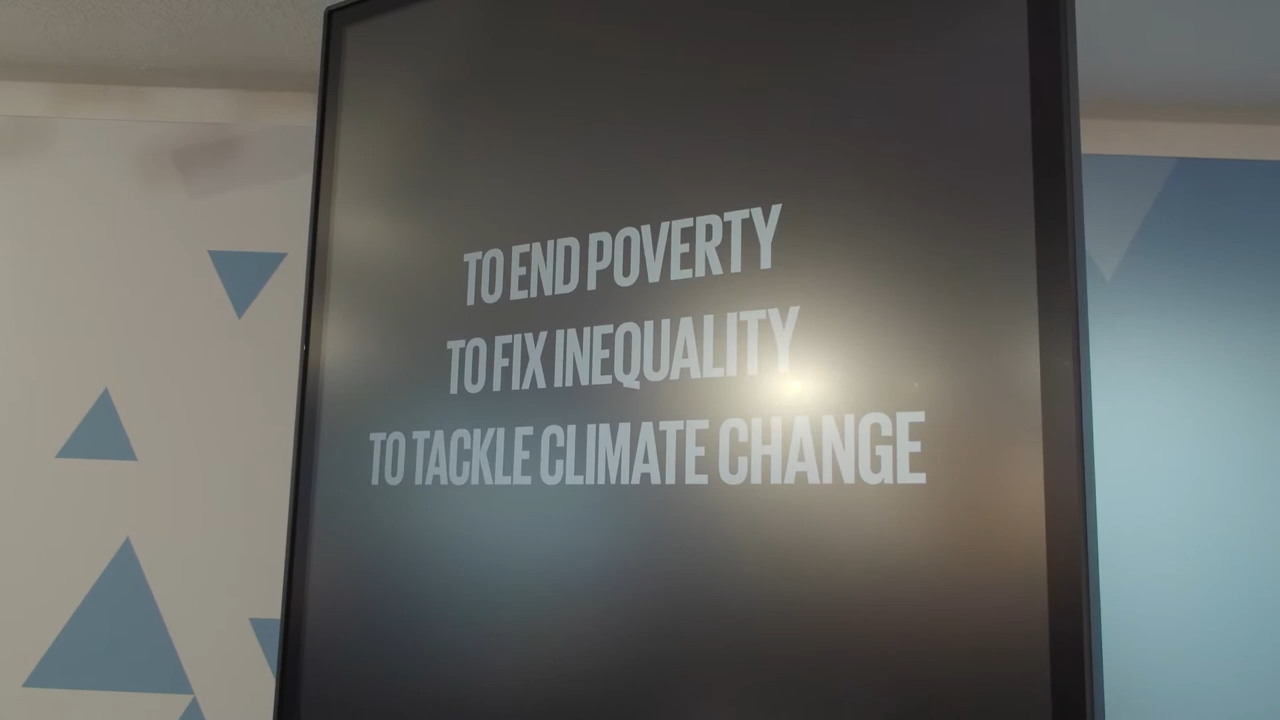 TO END POVERTY
TO FIX INEQUALITY
TO TACKLE CLIMATE CHANGE